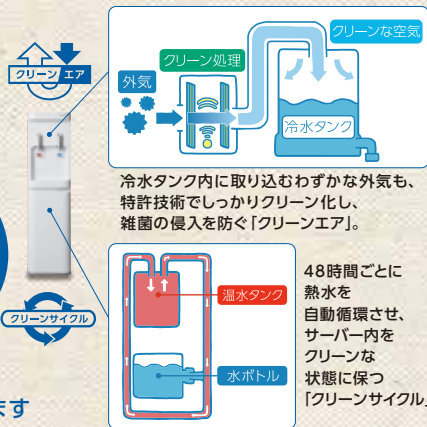 クリーン エア
外気
クリーン処理
クリーンな空気
冷水タンク
冷水タンク内に取り込むわずかな外気も、
特許技術でしっかりクリーン化し、
雑菌の侵入を防ぐ「クリーンエア」。
クリーンサイクル
温水タンク
水ボトル
48時間ごとに
熱水を
自動循環させ、
サーバー内を
クリーンな
状態に保つ
「クリーンサイクル」
ます